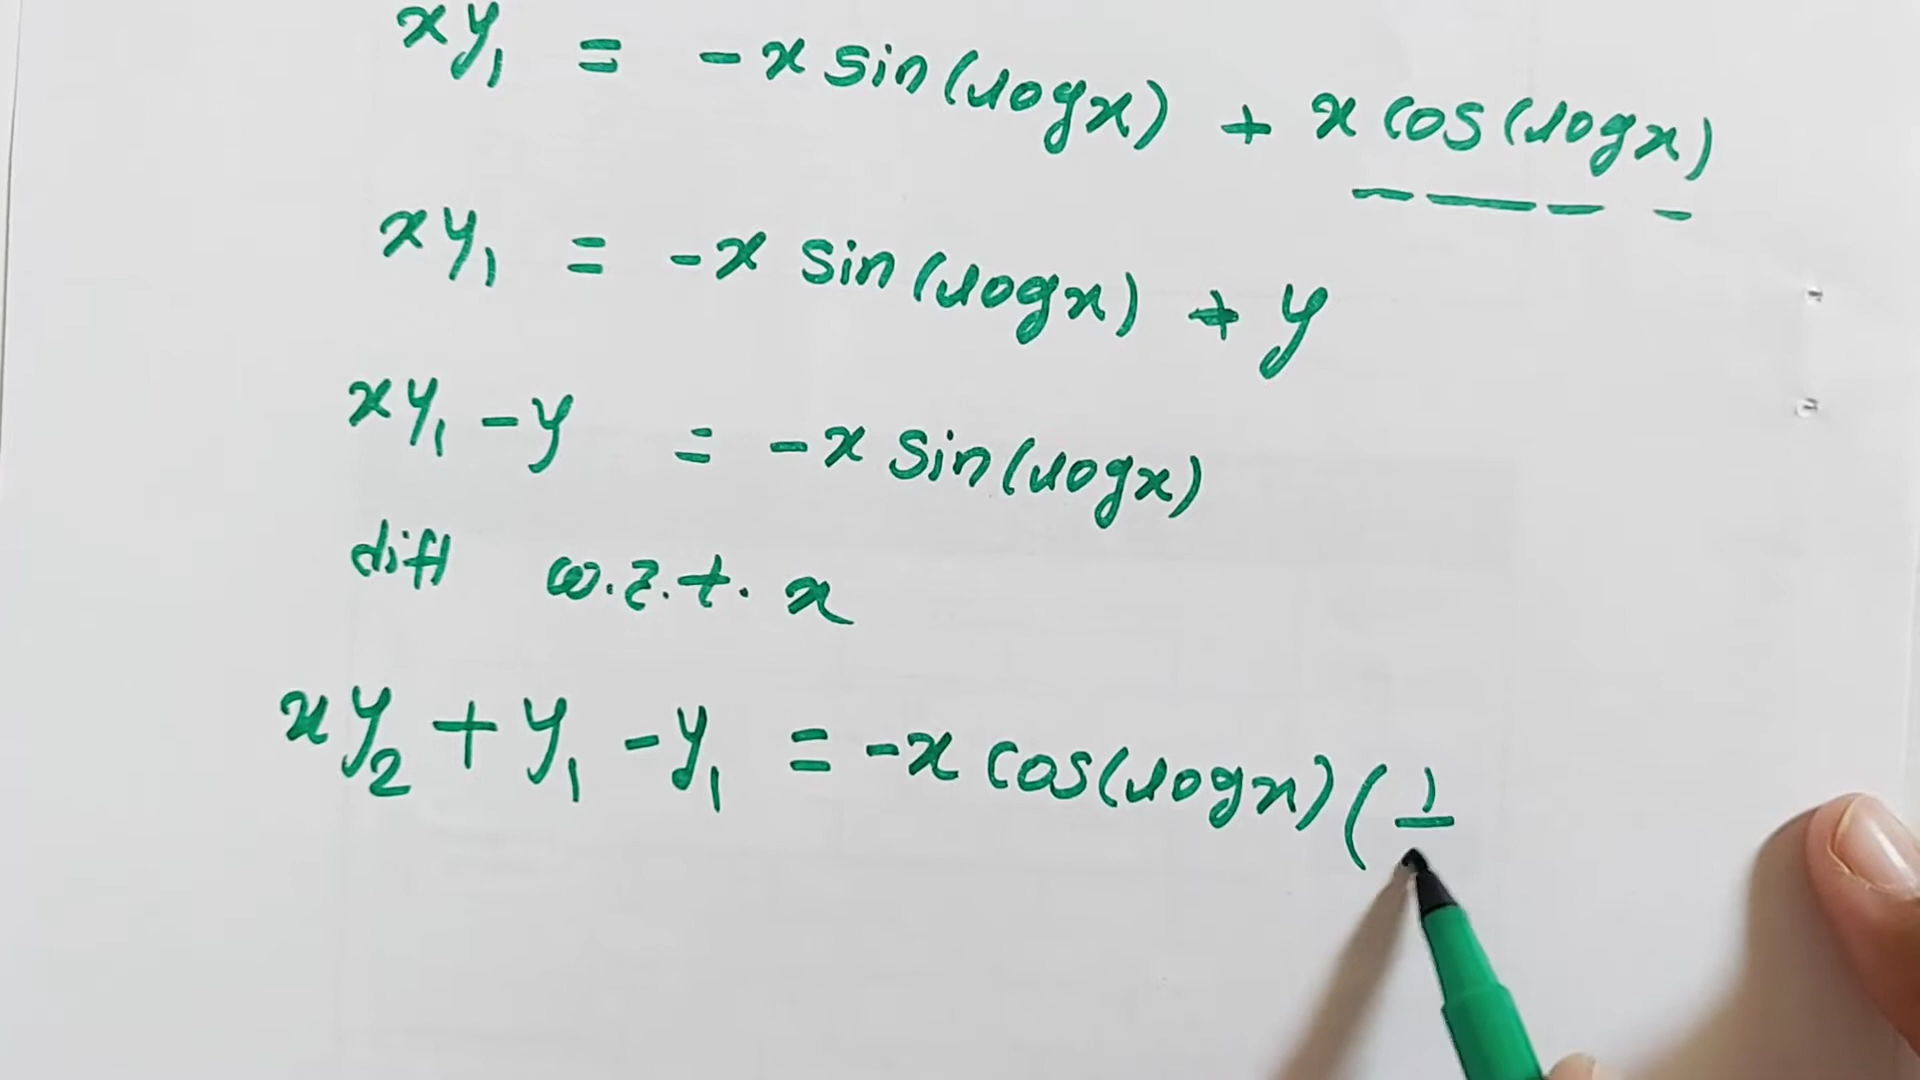 xy₁ = -x sin(logx) + x cos(logx)
xy₁ = -x sin(logx) + y
xy₁ - y = -x sin(logx)
diff w.r.t. x
xy₂ + y₁ - y₁ = -x cos(logx) (1